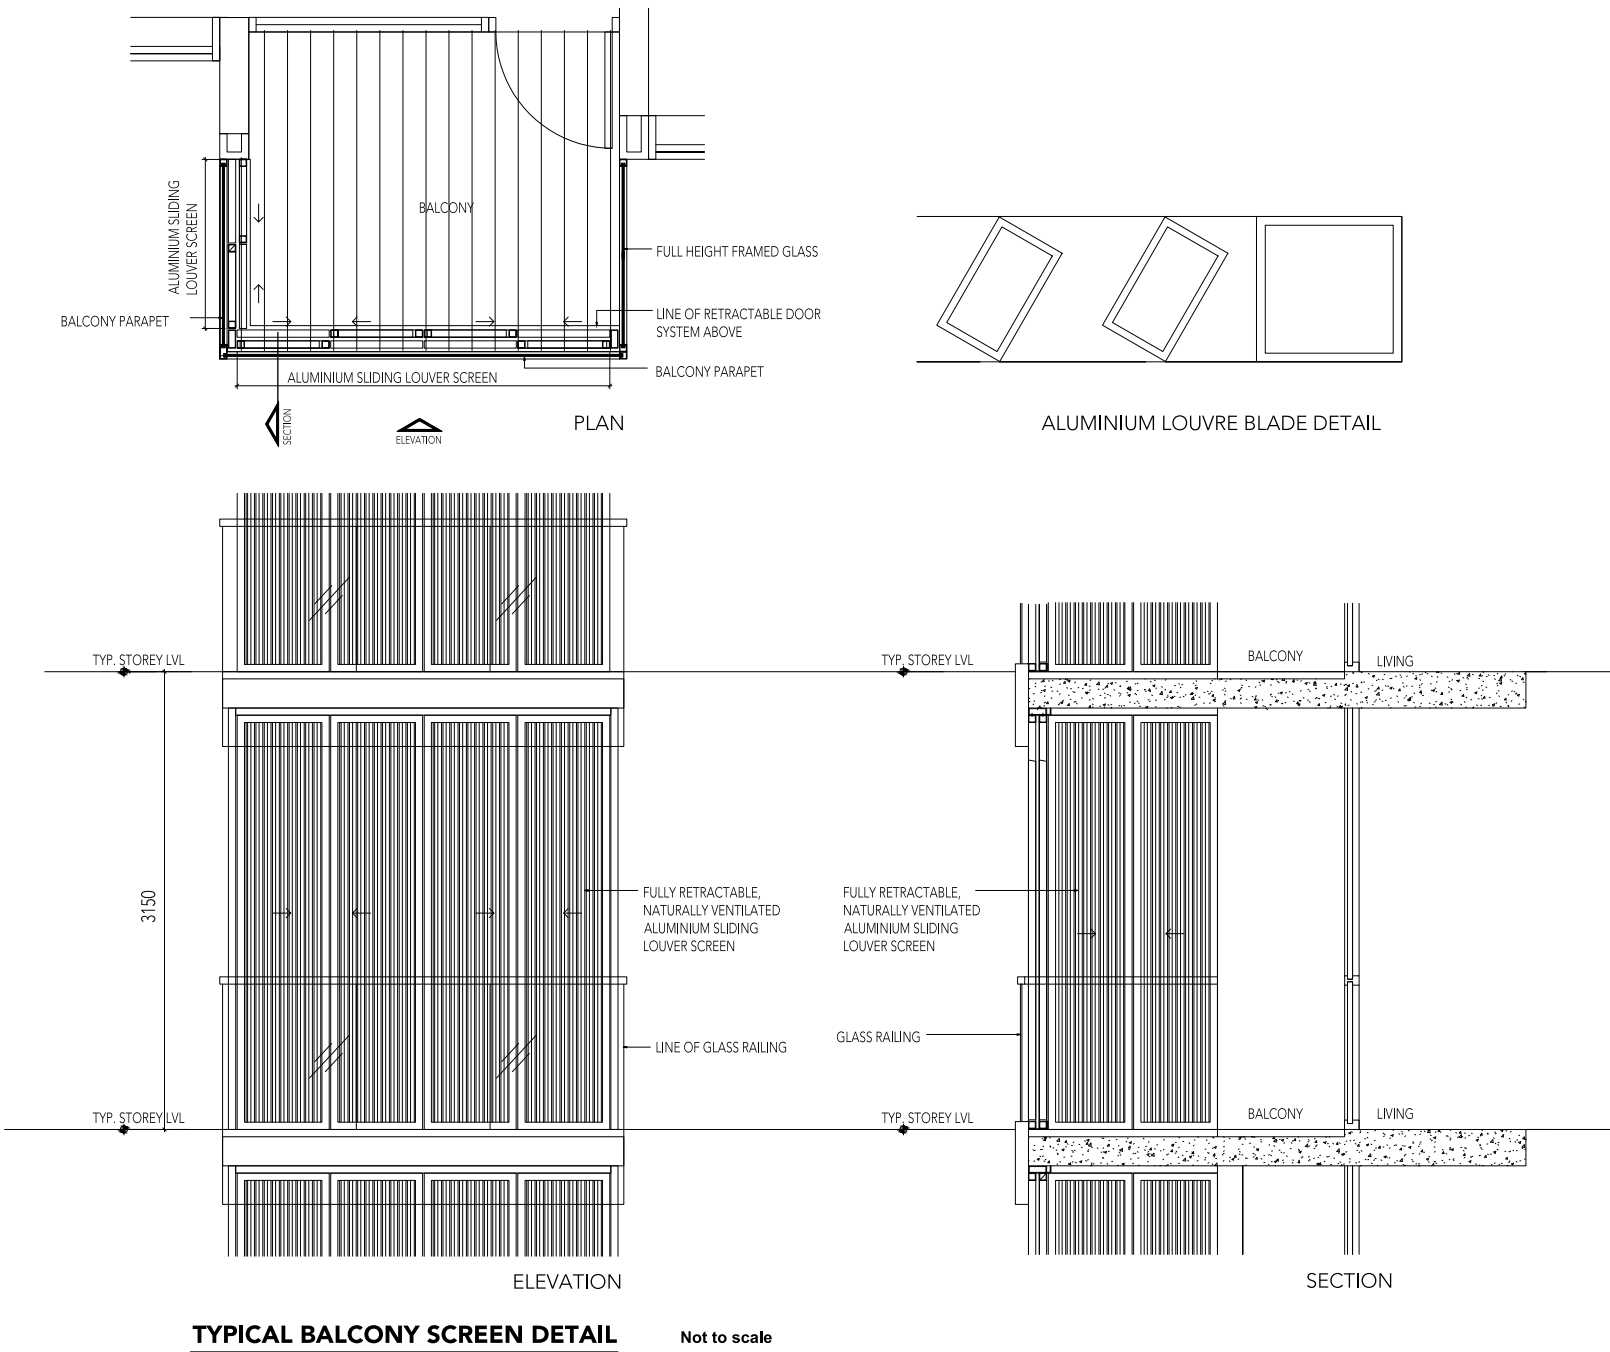 BALCONY
ALUMINIUM SLIDING
LOUVER SCREEN
FULL HEIGHT FRAMED GLASS
BALCONY PARAPET
LINE OF RETRACTABLE DOOR
SYSTEM ABOVE
BALCONY PARAPET
ALUMINIUM SLIDING LOUVER SCREEN
SECTION
ELEVATION
PLAN
ALUMINIUM LOUVRE BLADE DETAIL
TYP. STOREY LVL
3150
FULLY RETRACTABLE,
NATURALLY VENTILATED
ALUMINIUM SLIDING
LOUVER SCREEN
LINE OF GLASS RAILING
TYP. STOREY LVL
ELEVATION
TYP. STOREY LVL
BALCONY
LIVING
FULLY RETRACTABLE,
NATURALLY VENTILATED
ALUMINIUM SLIDING
LOUVER SCREEN
GLASS RAILING
TYP. STOREY LVL
BALCONY
LIVING
SECTION
TYPICAL BALCONY SCREEN DETAIL
Not to scale